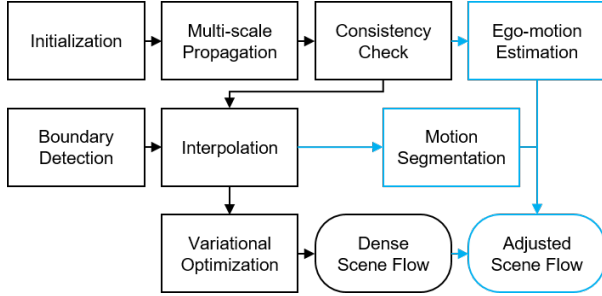 Initialization
Multi-scale
Propagation
Consistency
Check
Ego-motion
Estimation
Boundary
Detection
Interpolation
Motion
Segmentation
Variational
Optimization
Dense
Scene Flow
Adjusted
Scene Flow